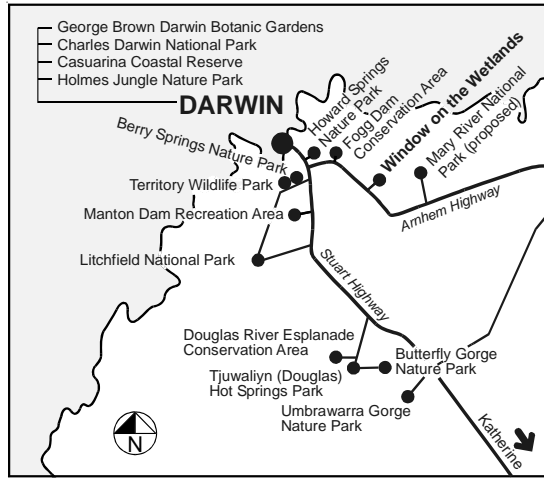 George Brown Darwin Botanic Gardens
Charles Darwin National Park
Casuarina Coastal Reserve
Holmes Jungle Nature Park
DARWIN
Howard Springs
Nature Park
Fogg Dam
Conservation Area
Window on the Wetlands
Mary River National
Park (proposed)
Berry Springs Nature Park
Territory Wildlife Park
Manton Dam Recreation Area
Arnhem Highway
Litchfield National Park
Stuart Highway
Douglas River Esplanade
Conservation Area
Butterfly Gorge
Nature Park
Tjuwaliyn (Douglas)
Hot Springs Park
Umbrawarra Gorge
Nature Park
Katherine
N